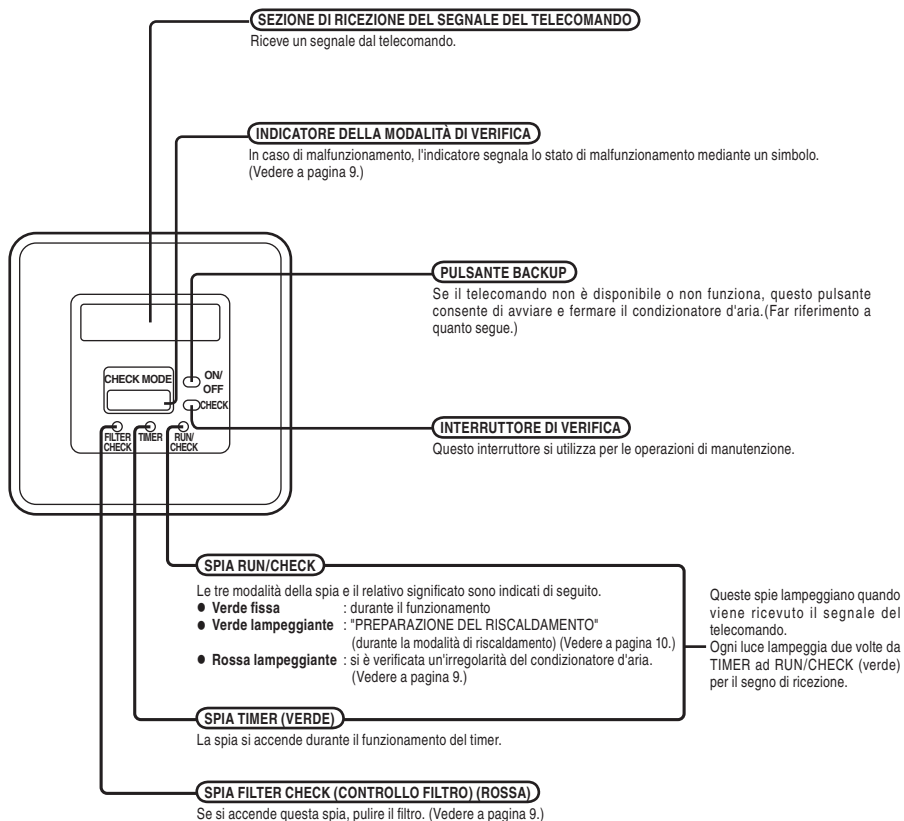 SEZIONE DI RICEZIONE DEL SEGNALE DEL TELECOMANDO
Riceve un segnale dal telecomando.
INDICATORE DELLA MODALITÀ DI VERIFICA
In caso di malfunzionamento, l'indicatore segnala lo stato di malfunzionamento mediante un simbolo.
(Vedere a pagina 9.)
PULSANTE BACKUP
Se il telecomando non è disponibile o non funziona, questo pulsante
consente di avviare e fermare il condizionatore d'aria.(Far riferimento a
quanto segue.)
CHECK MODE
ON/
OFF
CHECK
FILTER
CHECK
TIMER
RUN/
CHECK
INTERRUTTORE DI VERIFICA
Questo interruttore si utilizza per le operazioni di manutenzione.
SPIA RUN/CHECK
Le tre modalità della spia e il relativo significato sono indicati di seguito.
● Verde fissa : durante il funzionamento
● Verde lampeggiante : "PREPARAZIONE DEL RISCALDAMENTO"
(durante la modalità di riscaldamento) (Vedere a pagina 10.)
● Rossa lampeggiante : si è verificata un'irregolarità del condizionatore d'aria.
(Vedere a pagina 9.)
Queste spie lampeggiano quando
viene ricevuto il segnale del
telecomando.
Ogni luce lampeggia due volte da
TIMER ad RUN/CHECK (verde)
per il segno di ricezione.
SPIA TIMER (VERDE)
La spia si accende durante il funzionamento del timer.
SPIA FILTER CHECK (CONTROLLO FILTRO) (ROSSA)
Se si accende questa spia, pulire il filtro. (Vedere a pagina 9.)